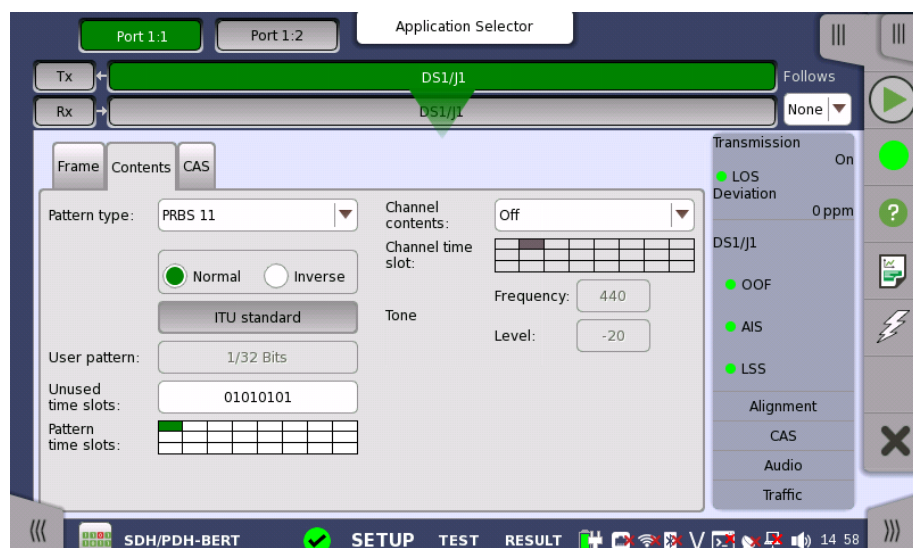 Port 1:1
Port 1:2
Application Selector
Tx
DS1/J1
Follows
Rx
DS1/J1
None
Frame
Contents
CAS
Pattern type:
PRBS 11
Normal
Inverse
ITU standard
User pattern:
1/32 Bits
Unused
time slots:
01010101
Pattern
time slots:
Channel
contents:
Off
Channel time
slot:
Tone
Frequency:
440
Level:
-20
Transmission
On
LOS
Deviation
0 ppm
DS1/J1
OOF
AIS
LSS
Alignment
CAS
Audio
Traffic
SDH/PDH-BERT
SETUP
TEST
RESULT
V
14 58